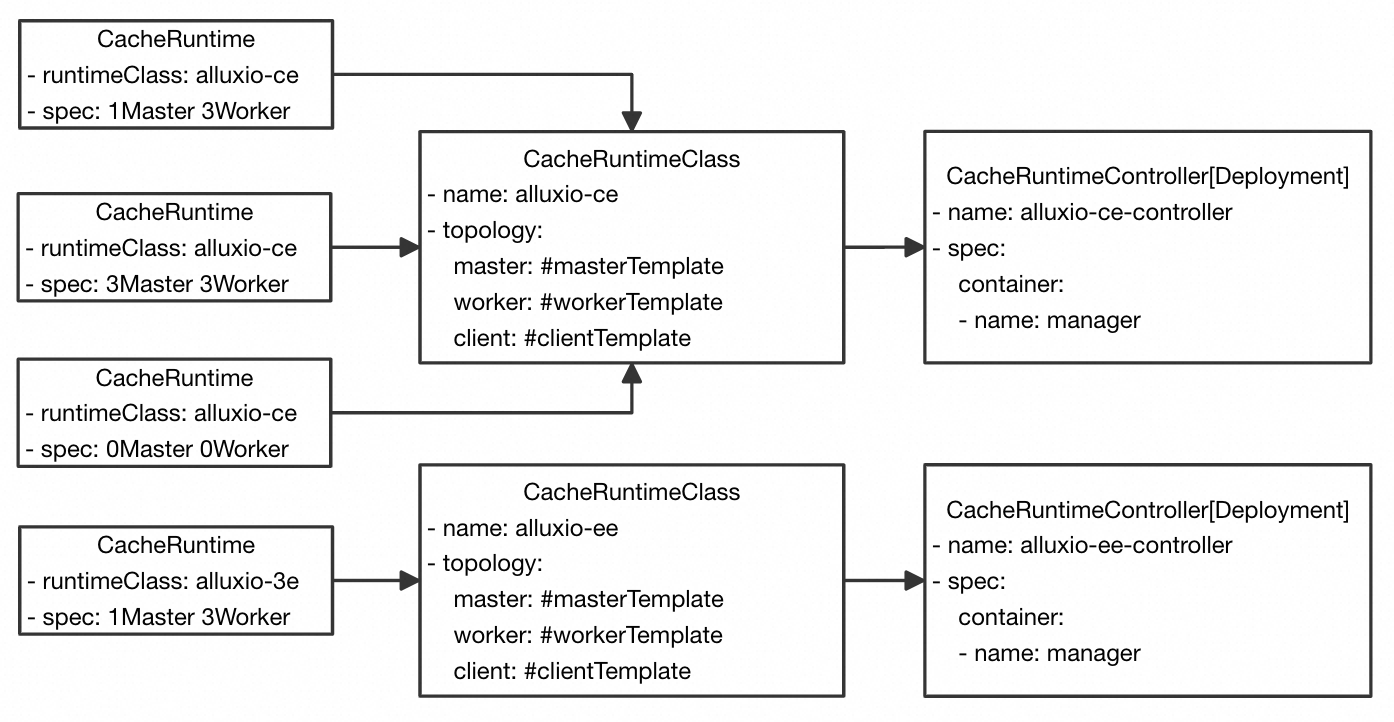 CacheRuntime
- runtimeClass: alluxio-ce
- spec: 1Master 3Worker
CacheRuntime
- runtimeClass: alluxio-ce
- spec: 3Master 3Worker
CacheRuntime
- runtimeClass: alluxio-ce
- spec: 0Master 0Worker
CacheRuntime
- runtimeClass: alluxio-3e
- spec: 1Master 3Worker
CacheRuntimeClass
- name: alluxio-ce
- topology:
master: #masterTemplate
worker: #workerTemplate
client: #clientTemplate
CacheRuntimeClass
- name: alluxio-ee
- topology:
master: #masterTemplate
worker: #workerTemplate
client: #clientTemplate
CacheRuntimeController[Deployment]
- name: alluxio-ce-controller
- spec:
container:
- name: manager
CacheRuntimeController[Deployment]
- name: alluxio-ee-controller
- spec:
container:
- name: manager